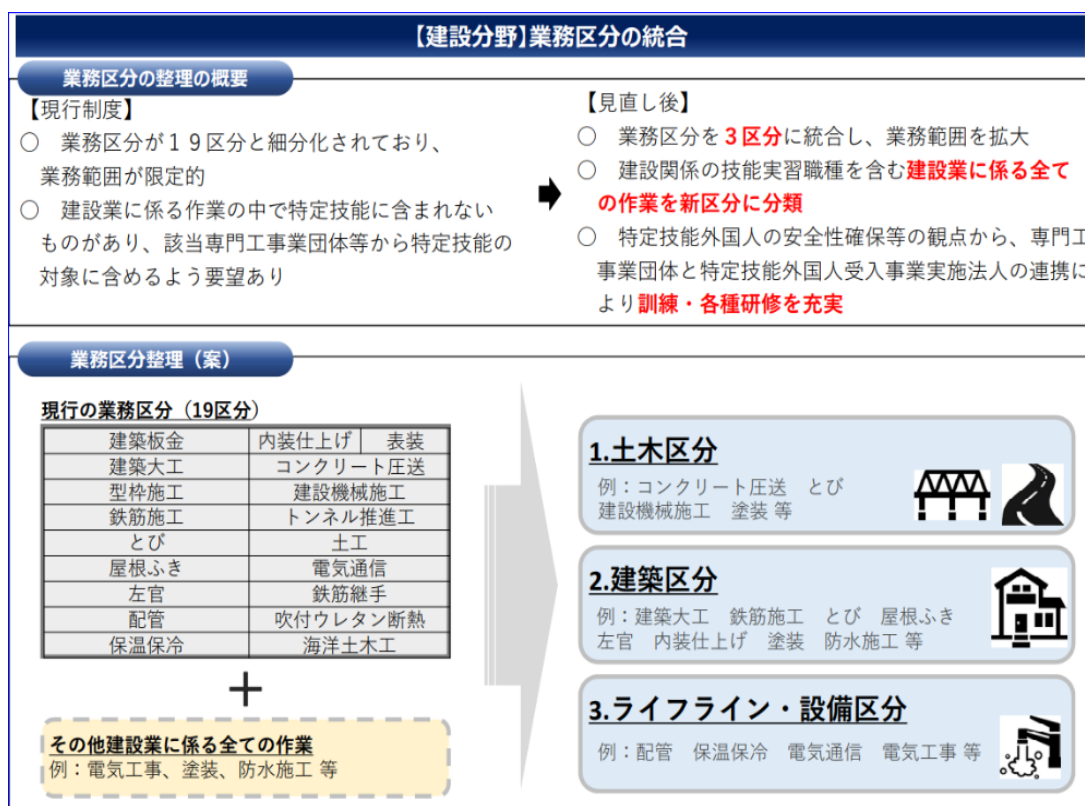 【建設分野】業務区分の統合
業務区分の整理の概要
【現行制度】
○ 業務区分が19区分と細分化されており、
業務範囲が限定的
○ 建設業に係る作業の中で特定技能に含まれない
ものがあり、該当専門工事業団体等から特定技能の
対象に含めるよう要望あり
【見直し後】
○ 業務区分を3区分に統合し、業務範囲を拡大
○ 建設関係の技能実習職種を含む建設業に係る全て
の作業を新区分に分類
○ 特定技能外国人の安全性確保等の観点から、専門工
事業団体と特定技能外国人受入事業実施法人の連携に
より訓練・各種研修を充実
業務区分整理（案）
現行の業務区分（19区分）
建築板金 内装仕上げ 表装
建築大工 コンクリート圧送
型枠施工 建設機械施工
鉄筋施工 トンネル推進工
とび 土工
屋根ふき 電気通信
左官 鉄筋継手
配管 吹付ウレタン断熱
保温保冷 海洋土木工
＋
その他建設業に係る全ての作業
例：電気工事、塗装、防水施工 等
1.土木区分
例：コンクリート圧送 とび
建設機械施工 塗装 等
2.建築区分
例：建築大工 鉄筋施工 とび 屋根ふき
左官 内装仕上げ 塗装 防水施工 等
3.ライフライン・設備区分
例：配管 保温保冷 電気通信 電気工事 等